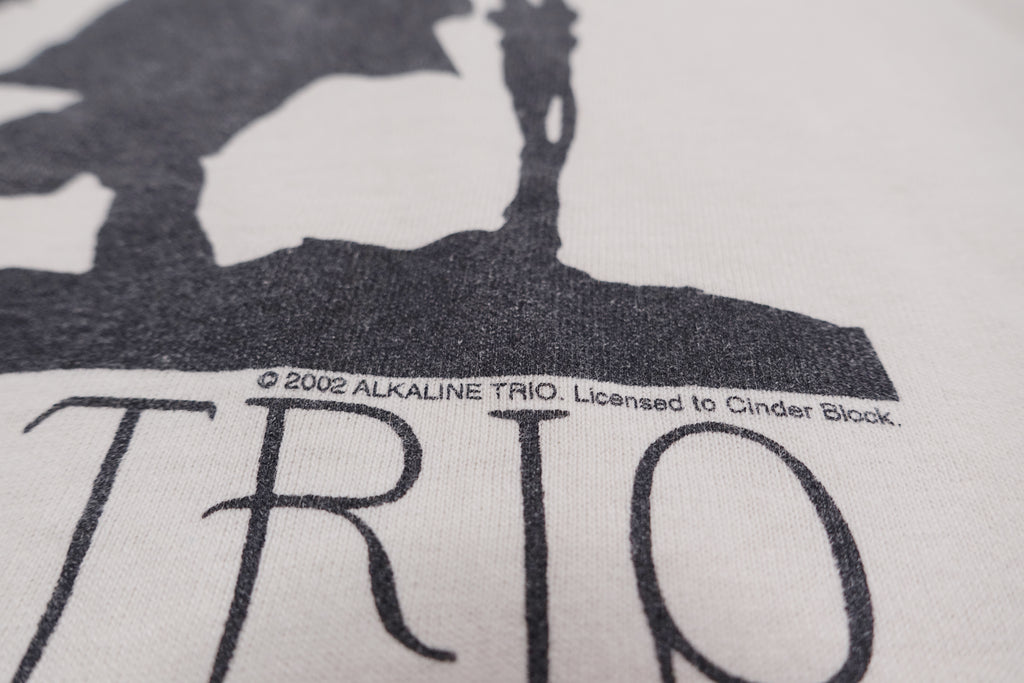 © 2002 ALKALINE TRIO. Licensed to Cinder Block.
TRIO